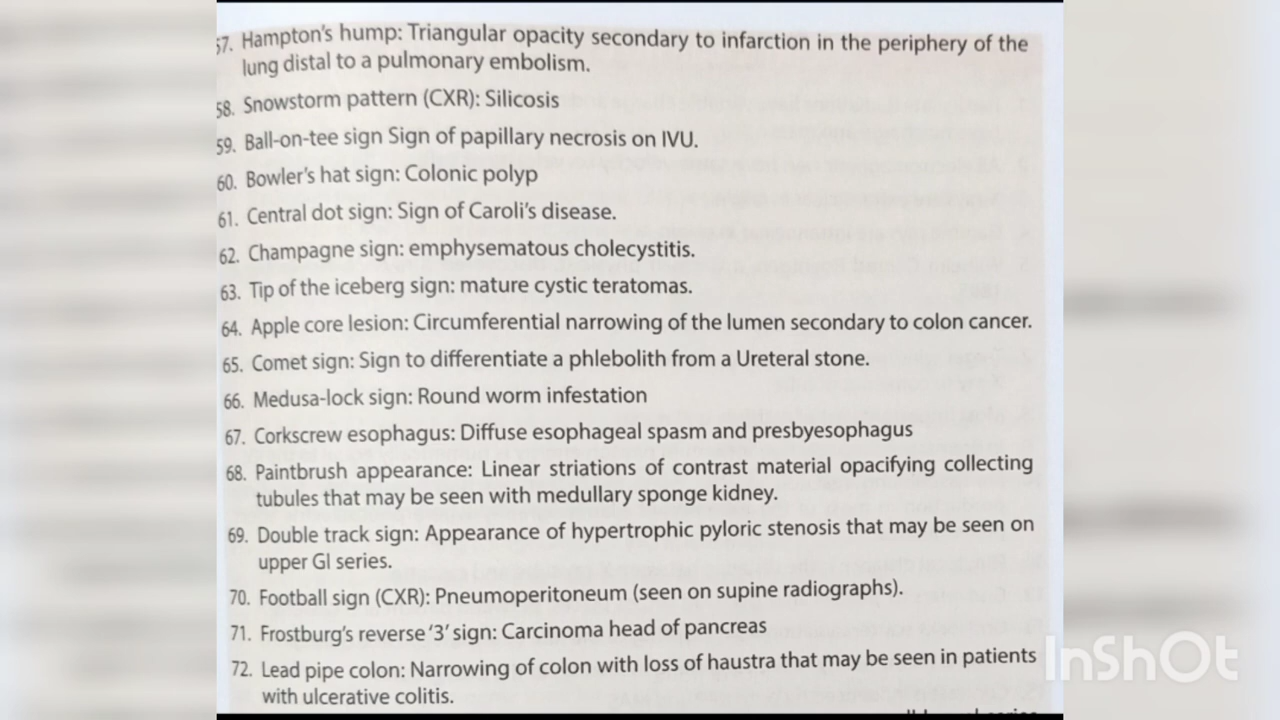 57. Hampton's hump: Triangular opacity secondary to infarction in the periphery of the
lung distal to a pulmonary embolism.
58. Snowstorm pattern (CXR): Silicosis
59. Ball-on-tee sign Sign of papillary necrosis on IVU.
60. Bowler's hat sign: Colonic polyp
61. Central dot sign: Sign of Caroli's disease.
62. Champagne sign: emphysematous cholecystitis.
63. Tip of the iceberg sign: mature cystic teratomas.
64. Apple core lesion: Circumferential narrowing of the lumen secondary to colon cancer.
65. Comet sign: Sign to differentiate a phlebolith from a Ureteral stone.
66. Medusa-lock sign: Round worm infestation
67. Corkscrew esophagus: Diffuse esophageal spasm and presbyesophagus
68. Paintbrush appearance: Linear striations of contrast material opacifying collecting
tubules that may be seen with medullary sponge kidney.
69. Double track sign: Appearance of hypertrophic pyloric stenosis that may be seen on
upper GI series.
70. Football sign (CXR): Pneumoperitoneum (seen on supine radiographs).
71. Frostburg's reverse '3' sign: Carcinoma head of pancreas
72. Lead pipe colon: Narrowing of colon with loss of haustra that may be seen in patients
with ulcerative colitis.
InShOt